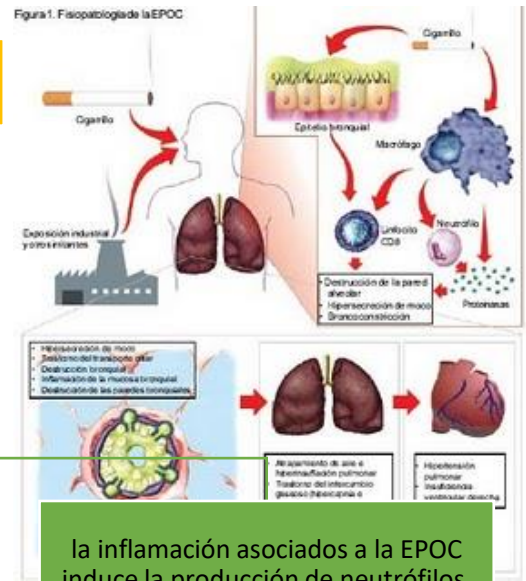 Figura 1. Fisiopatología de la EPOC
Cigarrillo
Cigarrillo
Epitelio bronquial
Macrófago
Exposición industrial
y otros irritantes
Linfocito
CD8
Neutrófilo
Proteinasas
• Destrucción de la pared
alveolar
• Hipersecreción de moco
• Broncoconstricción
• Hipersecreción de moco
• Trastorno del transporte ciliar
• Destrucción bronquial
• Inflamación de la mucosa bronquial
• Destrucción de las paredes bronquiales
• Atrapamiento de aire e
hiperinsuflación pulmonar
• Trastorno del intercambio
gaseoso (hipercapnia e
• Hipertensión
pulmonar
• Insuficiencia
ventricular derecha
la inflamación asociados a la EPOC
induce la producción de neutrófilos,